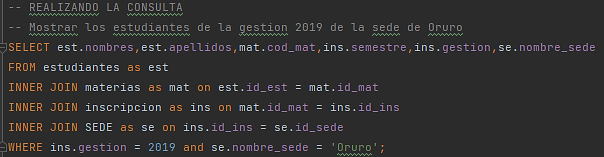 -- REALIZANDO LA CONSULTA
-- Mostrar los estudiantes de la gestion 2019 de la sede de Oruro
SELECT est.nombres,est.apellidos,mat.cod_mat,ins.semestre,ins.gestion,se.nombre_sede
FROM estudiantes as est
INNER JOIN materias as mat on est.id_est = mat.id_mat
INNER JOIN inscripcion as ins on mat.id_mat = ins.id_ins
INNER JOIN SEDE as se on ins.id_ins = se.id_sede
WHERE ins.gestion = 2019 and se.nombre_sede = 'Oruro';